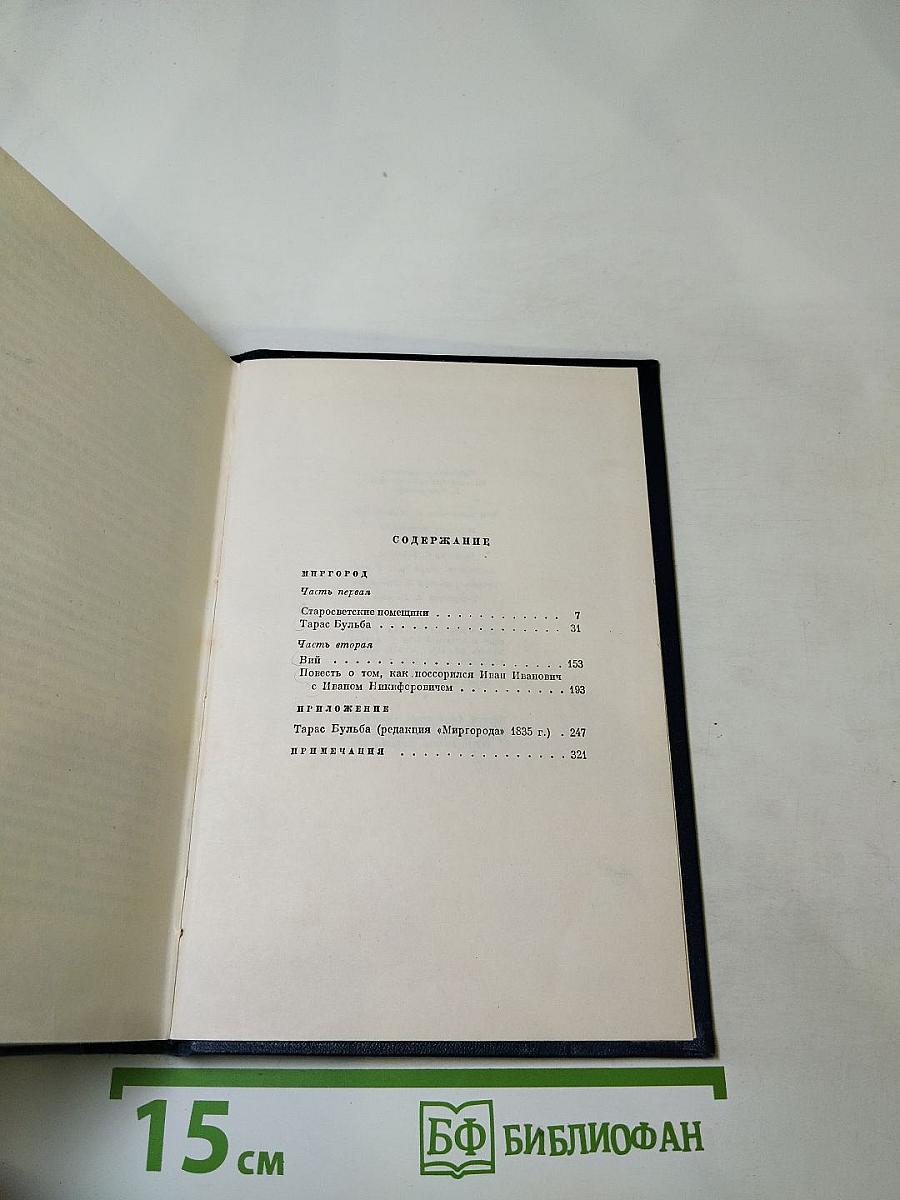 СОДЕРЖАНИЕ
МИРГОРОД
Часть первая
Старосветские помещики . . . . . . . . . . . . 7
Тарас Бульба . . . . . . . . . . . . . . . . 31
Часть вторая
Вий . . . . . . . . . . . . . . . . . . . . 153
Повесть о том, как поссорился Иван Иванович
с Иваном Никифоровичем . . . . . . . . . . 193
ПРИЛОЖЕНИЕ
Тарас Бульба (редакция «Миргорода» 1835 г.) . 247
ПРИМЕЧАНИЯ . . . . . . . . . . . . . . . 321
15 см
БФ БИБЛИОФАН